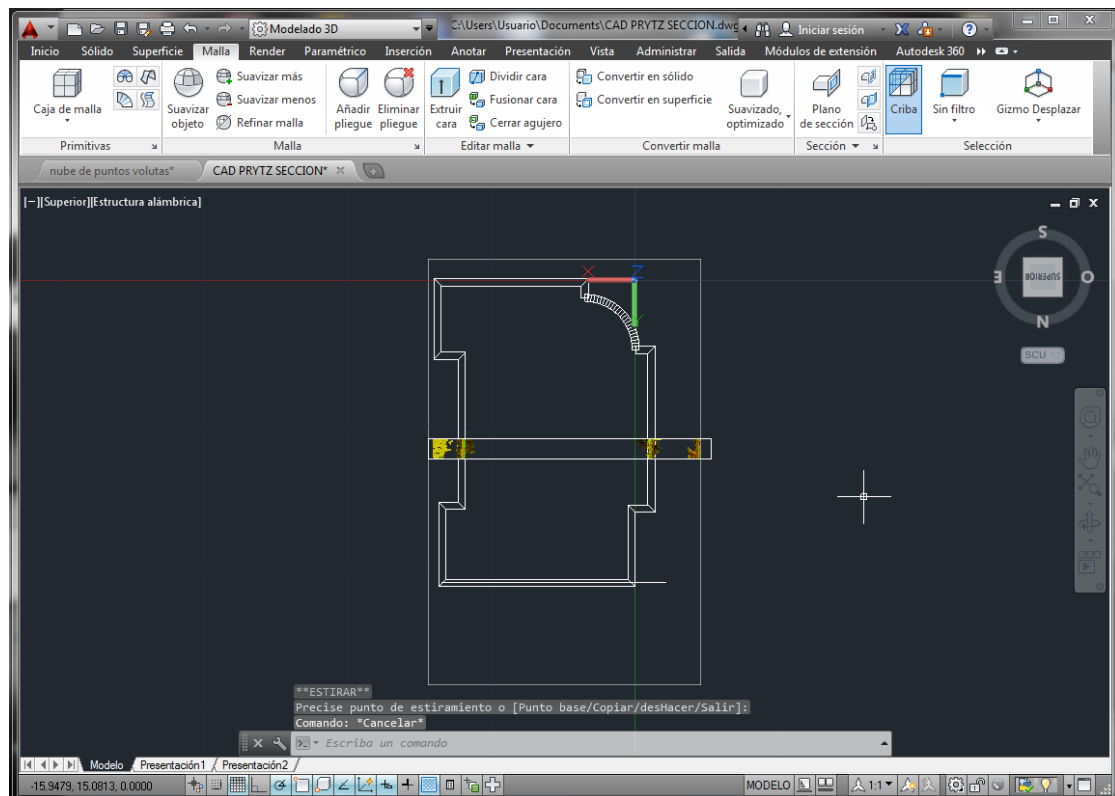 Modelado 3D
C:\Users\Usuario\Documents\CAD PRYTZ SECCION.dwg
Iniciar sesión
Inicio Sólido Superficie Malla Render Paramétrico Inserción Anotar Presentación Vista Administrar Salida Módulos de extensión Autodesk 360
Caja de malla
Suavizar objeto
Suavizar más
Suavizar menos
Refinar malla
Añadir pliegue
Eliminar pliegue
Extruir cara
Dividir cara
Fusionar cara
Cerrar agujero
Convertir en sólido
Convertir en superficie
Suavizado, optimizado
Plano de sección
Criba
Sin filtro
Gizmo Desplazar
Primitivas Malla Editar malla Convertir malla Sección Selección
nube de puntos volutas* CAD PRYTZ SECCION*
[−][Superior][Estructura alámbrica]
S
E SUPERIOR O
N
SCU
X Z
Y
**ESTIRAR**
Precise punto de estiramiento o [Punto base/Copiar/desHacer/Salir]:
Comando: *Cancelar*
Escriba un comando
Modelo Presentación1 Presentación2
-15.9479, 15.0813, 0.0000 MODELO 1:1